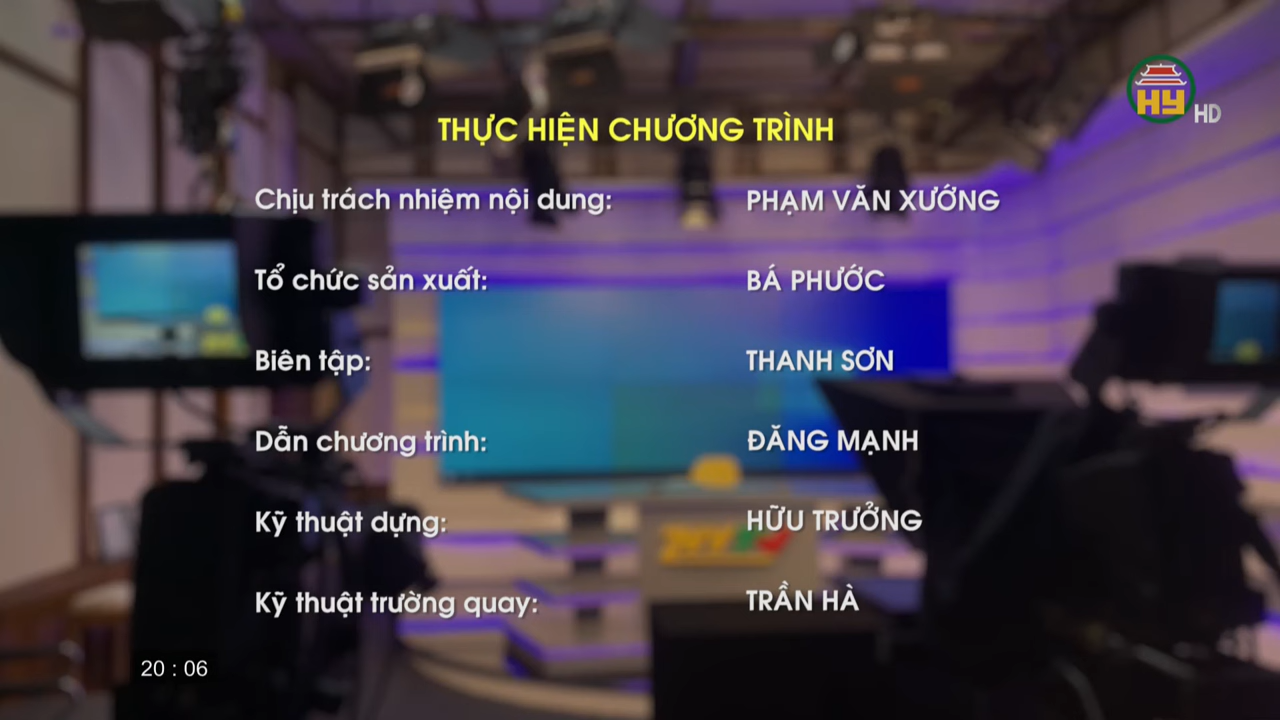 HY HD
THỰC HIỆN CHƯƠNG TRÌNH
Chịu trách nhiệm nội dung: PHẠM VĂN XƯỚNG
Tổ chức sản xuất: BÁ PHƯỚC
Biên tập: THANH SƠN
Dẫn chương trình: ĐĂNG MẠNH
Kỹ thuật dựng: HỮU TRƯỞNG
Kỹ thuật trường quay: TRẦN HÀ
20 : 06